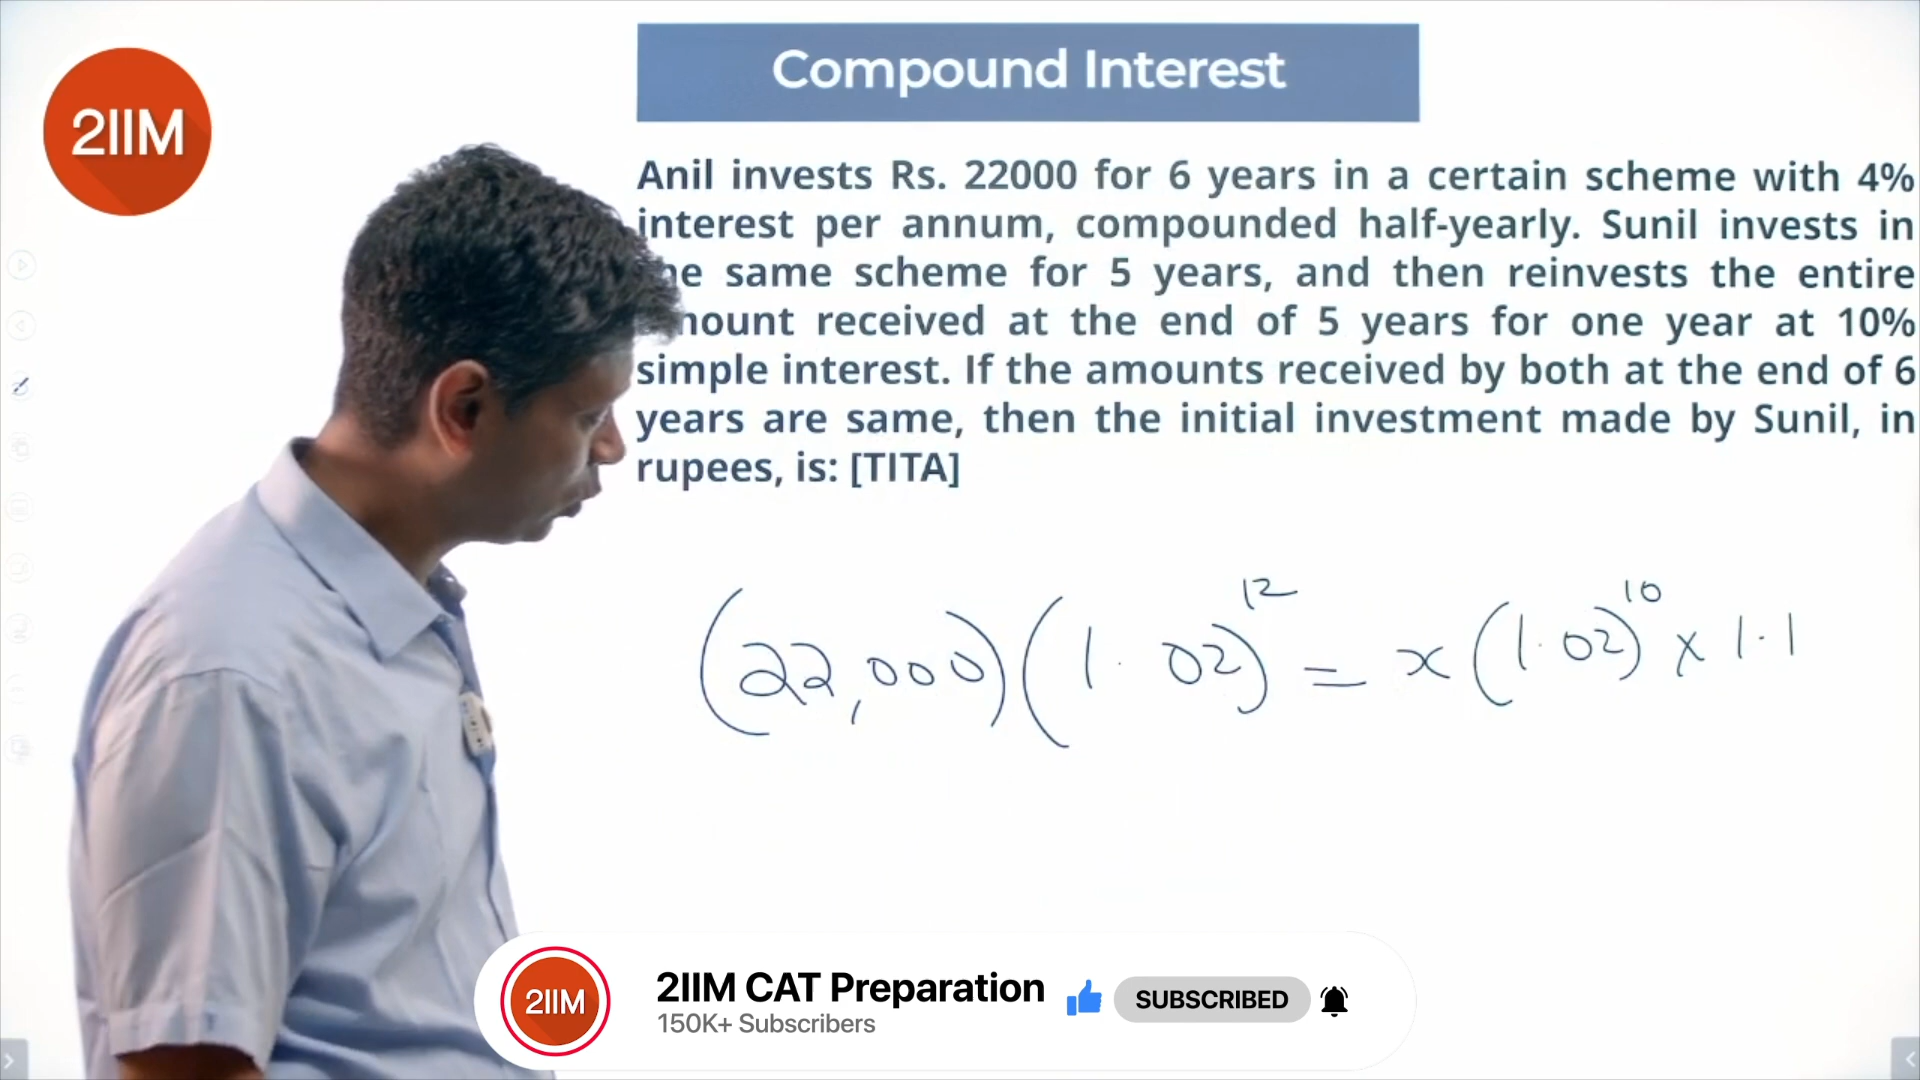 Compound Interest
2IIM
Anil invests Rs. 22000 for 6 years in a certain scheme with 4%
interest per annum, compounded half-yearly. Sunil invests in
same scheme for 5 years, and then reinvests the entire
received at the end of 5 years for one year at 10%
simple interest. If the amounts received by both at the end of 6
years are same, then the initial investment made by Sunil, in
rupees, is: [TITA]
(22,000)(1.02)^12 = x(1.02)^10 x 1.1
2IIM
2IIM CAT Preparation
SUBSCRIBED
150K+ Subscribers